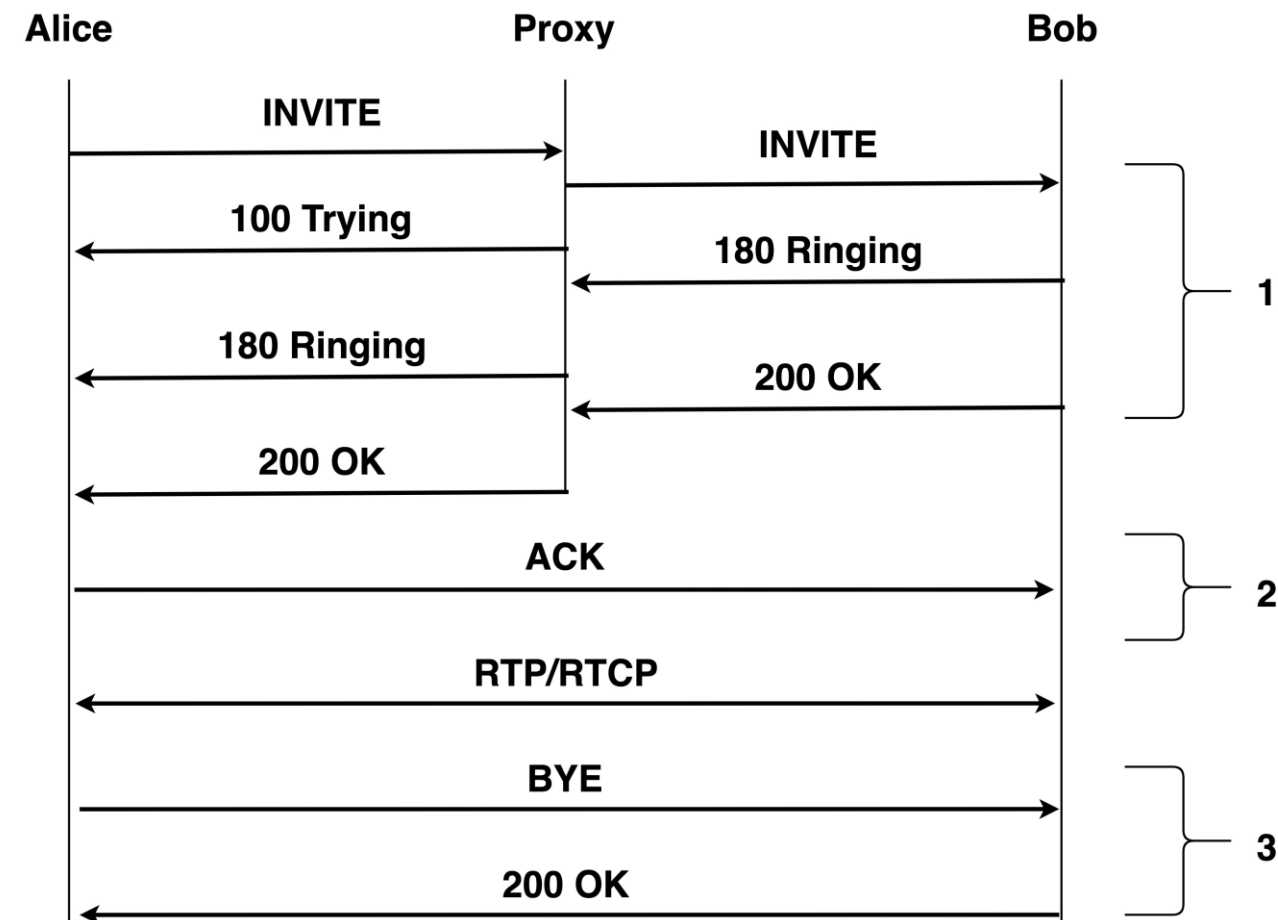 Alice Proxy Bob
INVITE
INVITE
100 Trying
180 Ringing
1
180 Ringing
200 OK
200 OK
ACK
2
RTP/RTCP
BYE
3
200 OK